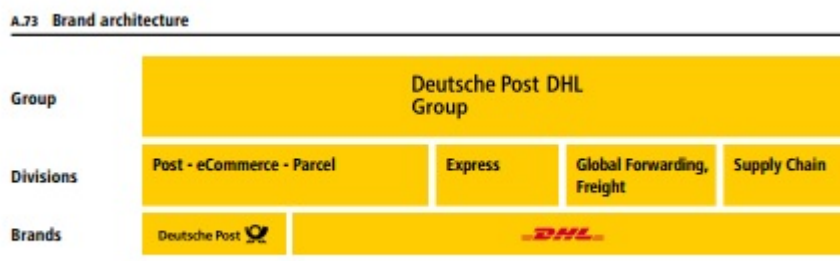 A.73 Brand architecture
Group
Deutsche Post DHL
Group
Divisions
Post - eCommerce - Parcel
Express
Global Forwarding,
Freight
Supply Chain
Brands
Deutsche Post
DHL